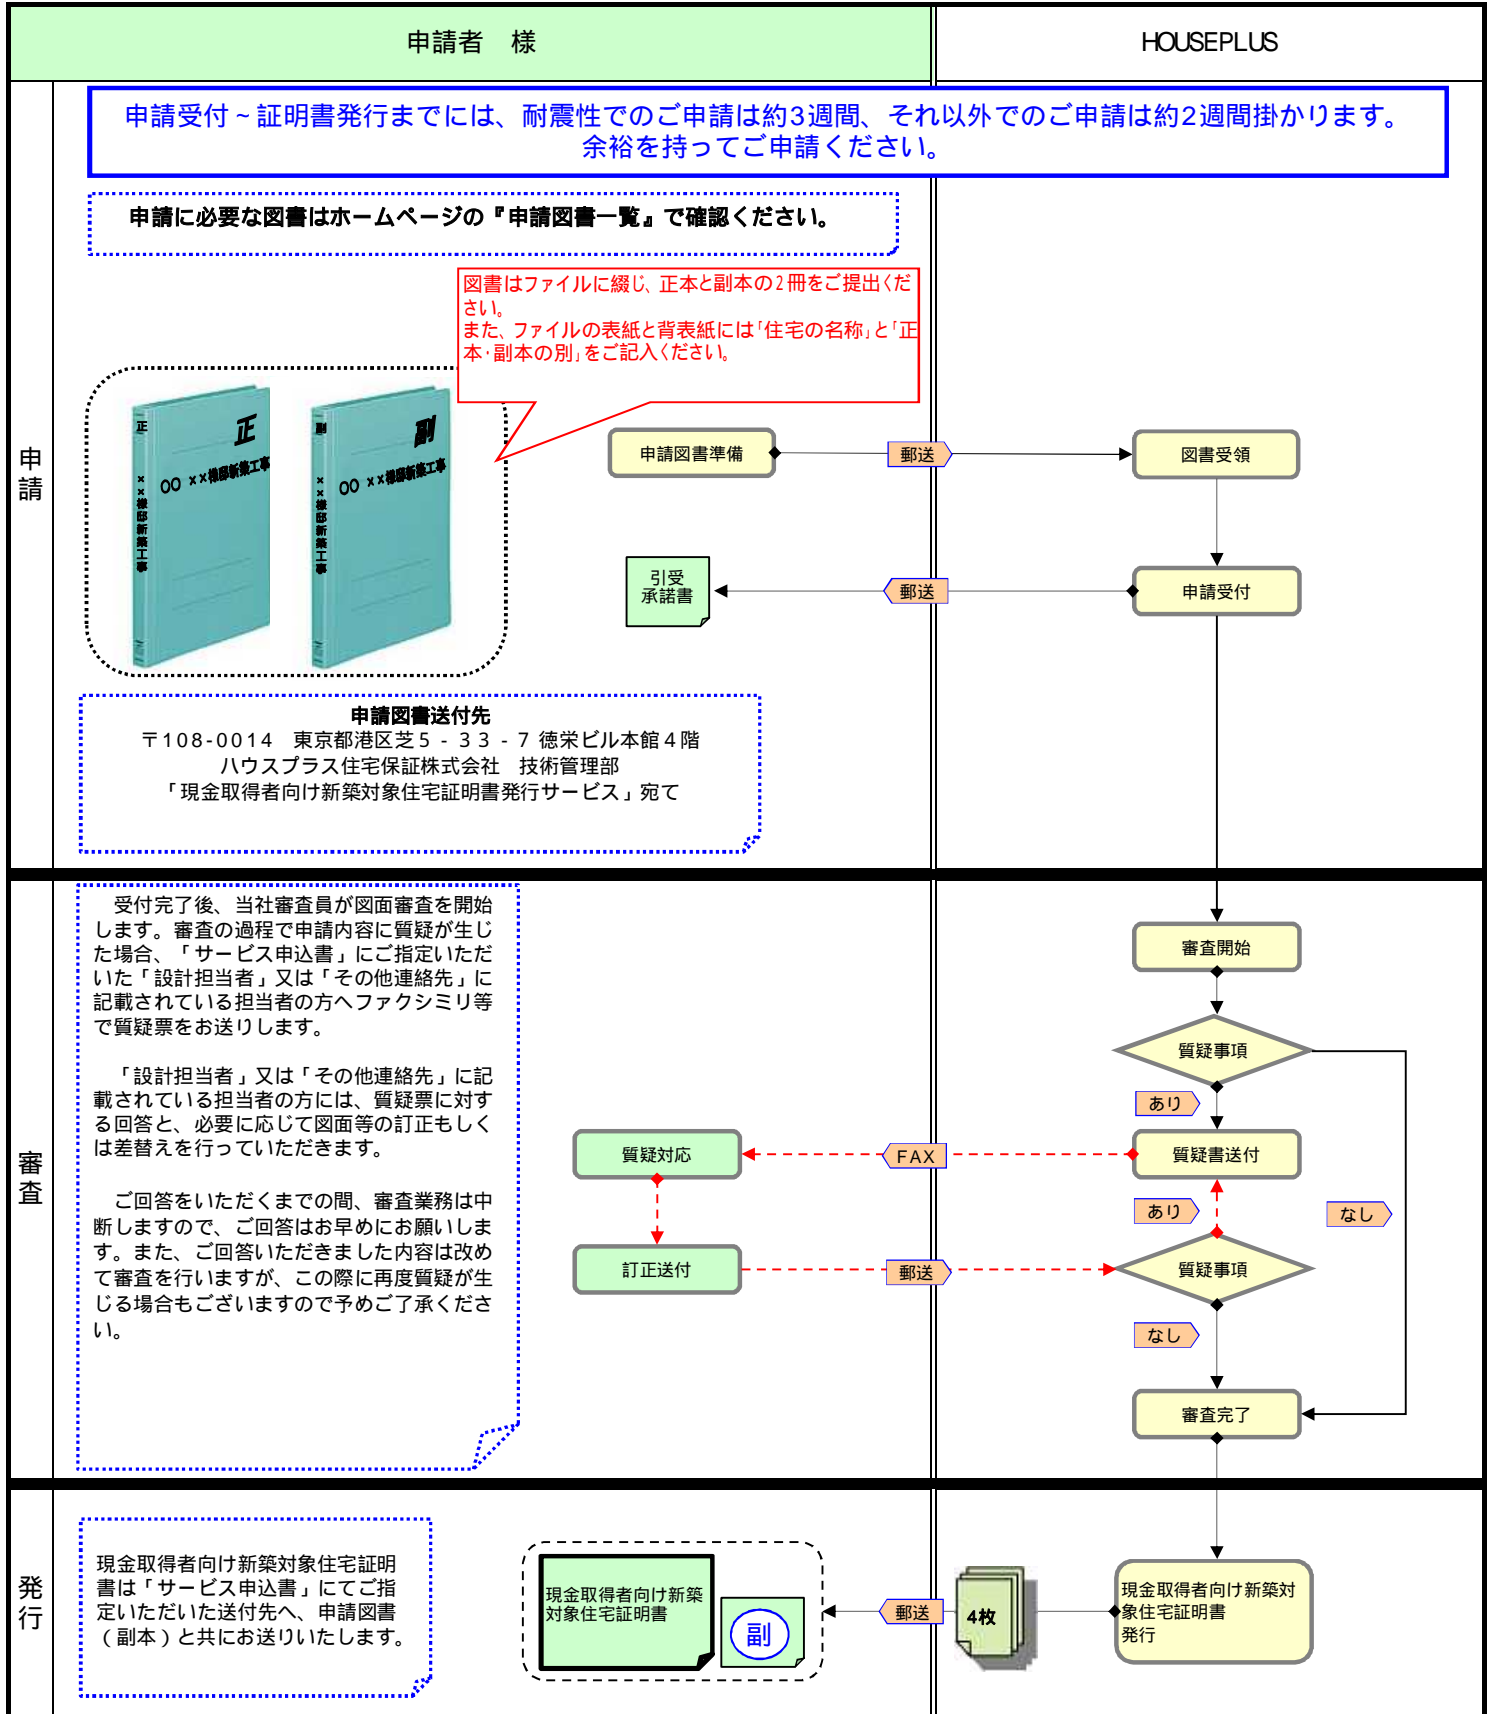 申請者　様
HOUSEPLUS
申請受付～証明書発行までには、耐震性でのご申請は約3週間、それ以外でのご申請は約2週間掛かります。
余裕を持ってご申請ください。
申請に必要な図書はホームページの『申請図書一覧』で確認ください。
図書はファイルに綴じ、正本と副本の2冊をご提出くだ
さい。
また、ファイルの表紙と背表紙には「住宅の名称」と「正
本・副本の別」をご記入ください。
申請
正
××様邸新築工事
正
〇〇 ××様邸新築工事
副
××様邸新築工事
副
〇〇 ××様邸新築工事
申請図書準備
郵送
図書受領
引受
承諾書
郵送
申請受付
申請図書送付先
〒108-0014　東京都港区芝５‐３３‐７徳栄ビル本館４階
ハウスプラス住宅保証株式会社　技術管理部
「現金取得者向け新築対象住宅証明書発行サービス」宛て
審査
受付完了後、当社審査員が図面審査を開始
します。審査の過程で申請内容に質疑が生じ
た場合、「サービス申込書」にご指定いただ
いた「設計担当者」又は「その他連絡先」に
記載されている担当者の方へファクシミリ等
で質疑票をお送りします。
「設計担当者」又は「その他連絡先」に記
載されている担当者の方には、質疑票に対す
る回答と、必要に応じて図面等の訂正もしく
は差替えを行っていただきます。
ご回答をいただくまでの間、審査業務は中
断しますので、ご回答はお早めにお願いしま
す。また、ご回答いただきました内容は改め
て審査を行いますが、この際に再度質疑が生
じる場合もございますので予めご了承くださ
い。
審査開始
質疑事項
あり
質疑対応
FAX
質疑書送付
あり
なし
訂正送付
郵送
質疑事項
なし
審査完了
発行
現金取得者向け新築対象住宅証明
書は「サービス申込書」にてご指
定いただいた送付先へ、申請図書
（副本）と共にお送りいたします。
現金取得者向け新築
対象住宅証明書
副
郵送
4枚
現金取得者向け新築対
象住宅証明書
発行